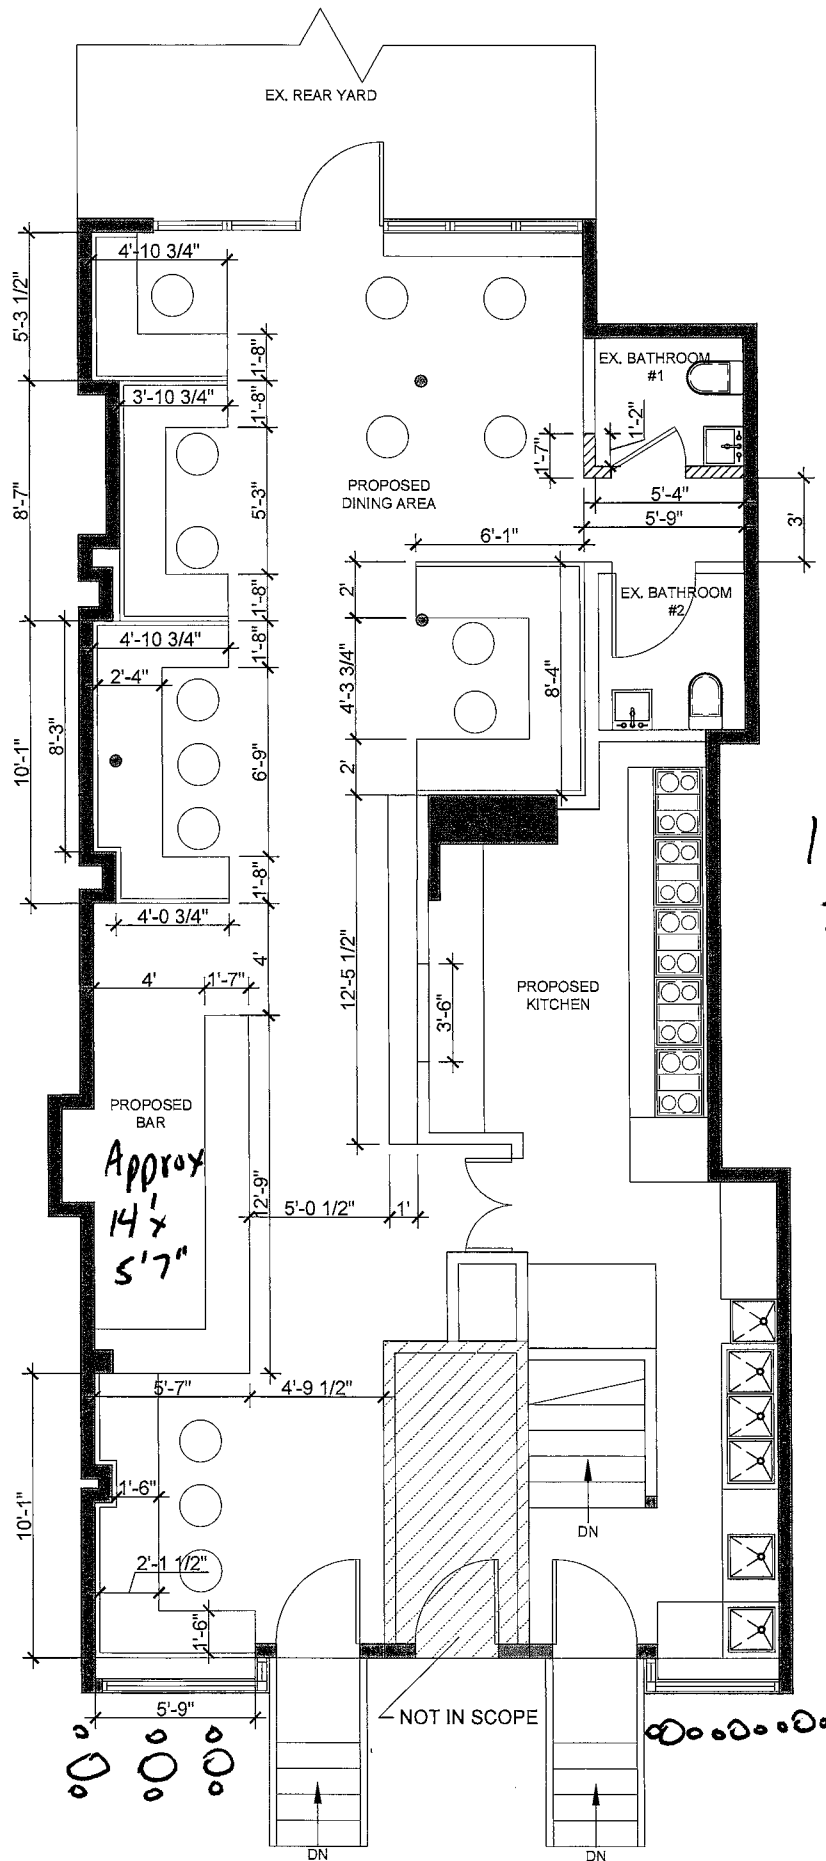 EX. REAR YARD
4'-10 3/4"
5'-3 1/2"
1'-8"
EX. BATHROOM
#1
3'-10 3/4"
1'-8"
1'-2"
1'-7"
8'-7"
5'-3"
PROPOSED
DINING AREA
5'-4"
5'-9"
3'
6'-1"
1'-8"
2'
EX. BATHROOM
#2
4'-10 3/4"
1'-8"
2'-4"
4'-3 3/4"
8'-4"
8'-3"
10'-1"
6'-9"
2'
1'-8"
4'-0 3/4"
4'
12'-5 1/2"
4'
1'-7"
3'-6"
PROPOSED
KITCHEN
PROPOSED
BAR
Approx
14'x
5'7"
12'-9"
5'-0 1/2"
1'
5'-7"
4'-9 1/2"
10'-1"
1'-6"
DN
2'-1 1/2"
1'-6"
5'-9"
NOT IN SCOPE
DN
DN